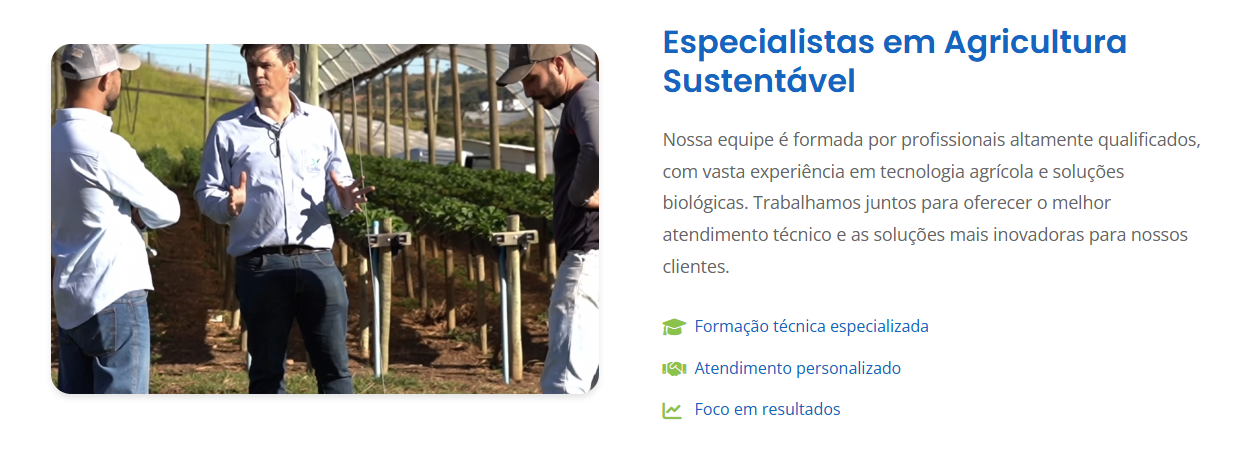 Especialistas em Agricultura
Sustentável
Nossa equipe é formada por profissionais altamente qualificados,
com vasta experiência em tecnologia agrícola e soluções
biológicas. Trabalhamos juntos para oferecer o melhor
atendimento técnico e as soluções mais inovadoras para nossos
clientes.
Formação técnica especializada
Atendimento personalizado
Foco em resultados